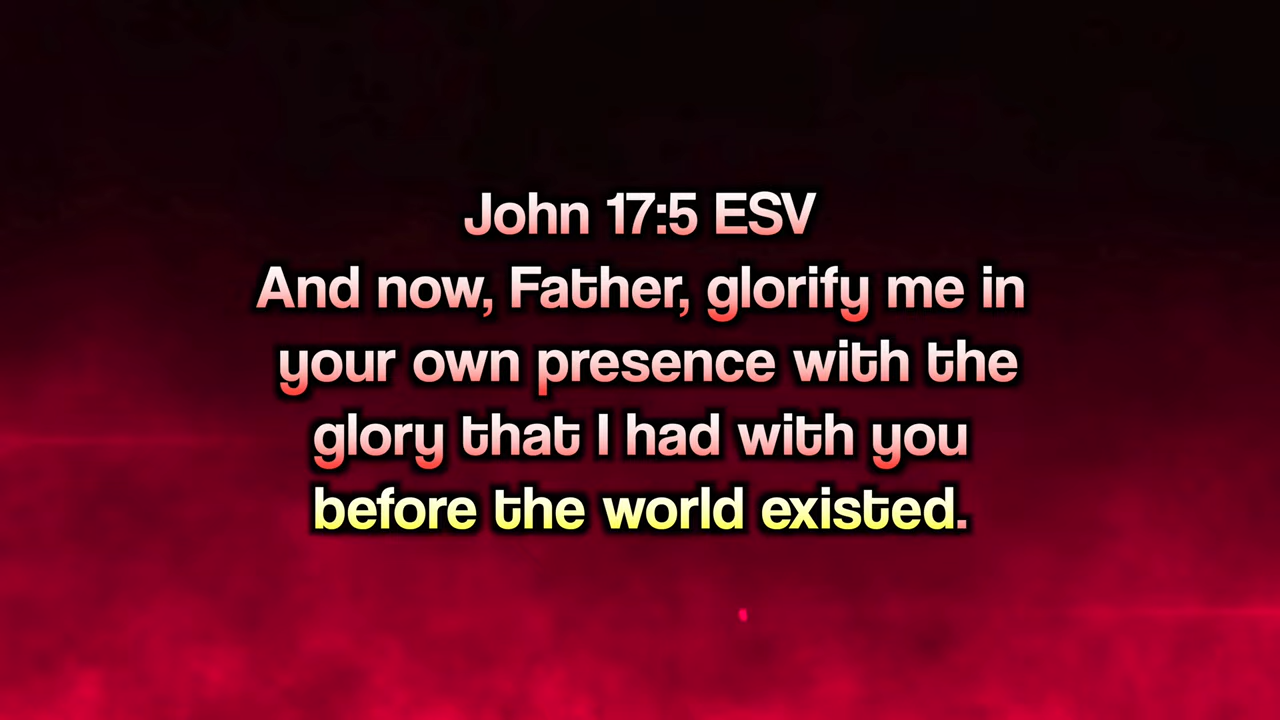 John 17:5 ESV
And now, Father, glorify me in
your own presence with the
glory that I had with you
before the world existed.